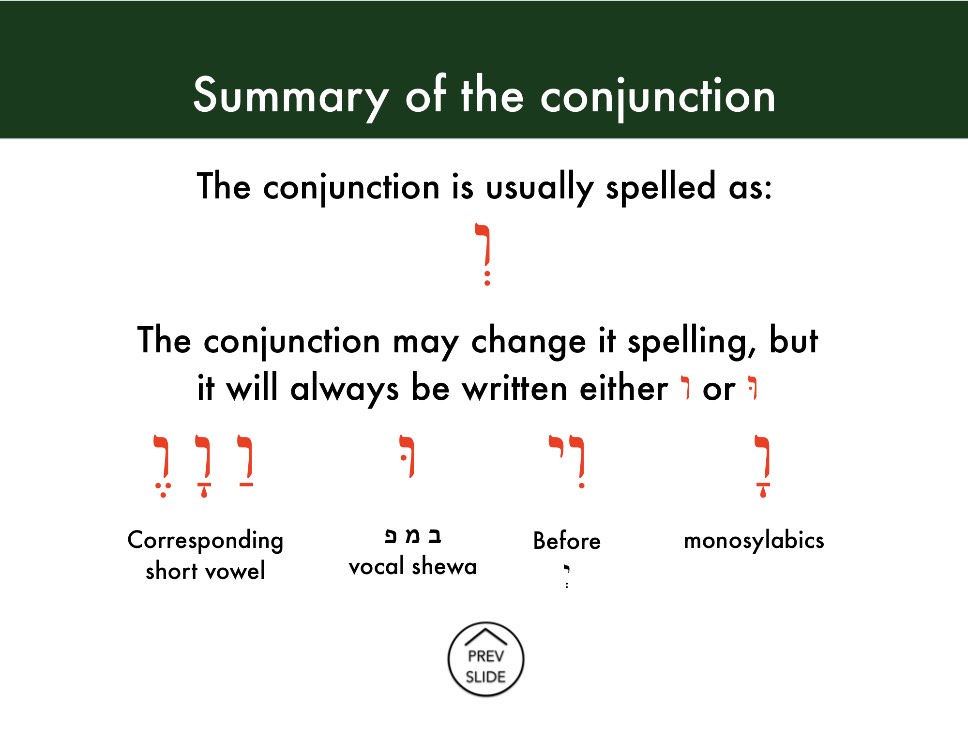 Summary of the conjunction
The conjunction is usually spelled as:
וְ
The conjunction may change it spelling, but
it will always be written either ו or וּ
וֶ וָ וַ
וּ
וִי
וָ
Corresponding
short vowel
ב מ פ
vocal shewa
Before
יְ
monosylabics
PREV
SLIDE